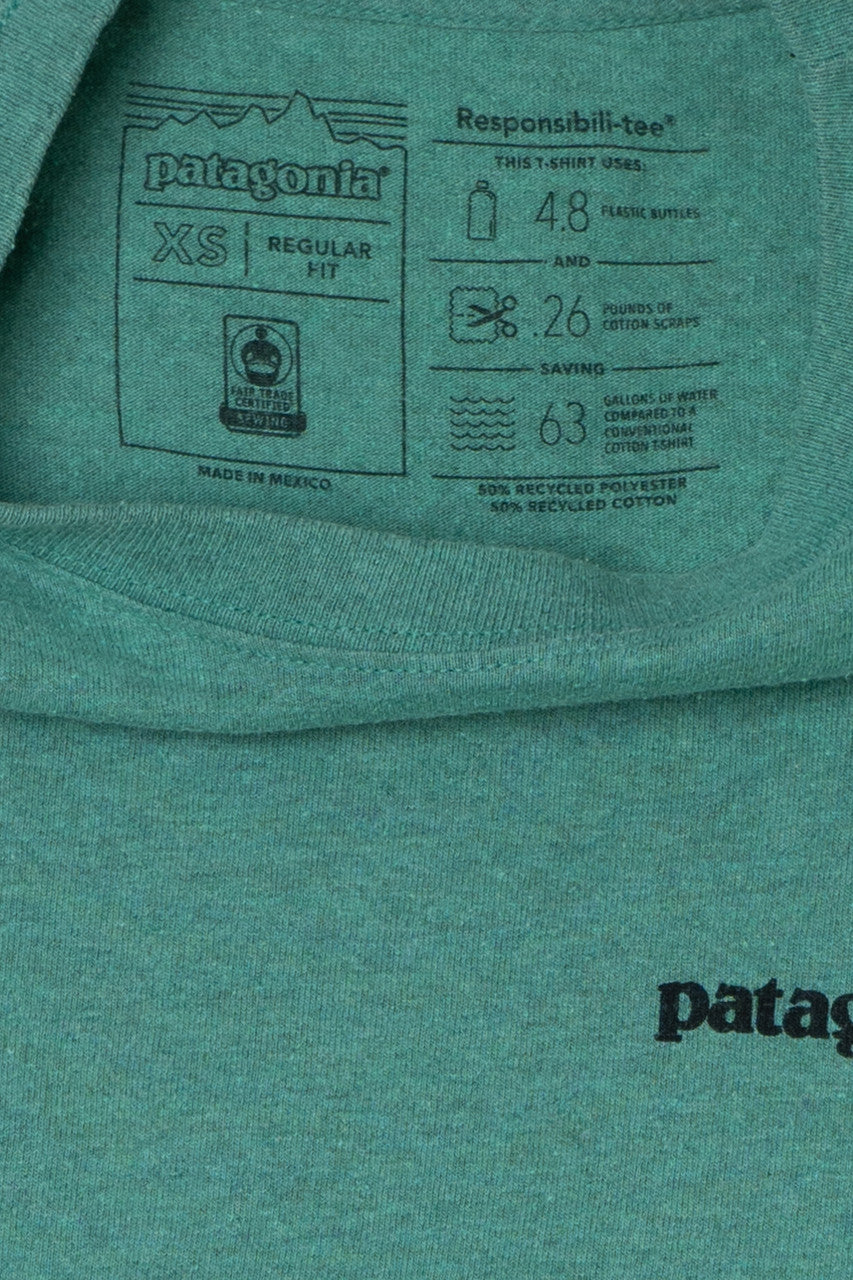 patagonia®
XS
REGULAR
FIT
FAIR TRADE
CERTIFIED
SEWING
MADE IN MEXICO
Responsibili-tee®
THIS T-SHIRT USES:
4.8 PLASTIC BOTTLES
AND
.26 POUNDS OF
COTTON SCRAPS
SAVING
63 GALLONS OF WATER
COMPARED TO A
CONVENTIONAL
COTTON T-SHIRT
50% RECYCLED POLYESTER
50% RECYCLED COTTON
patag